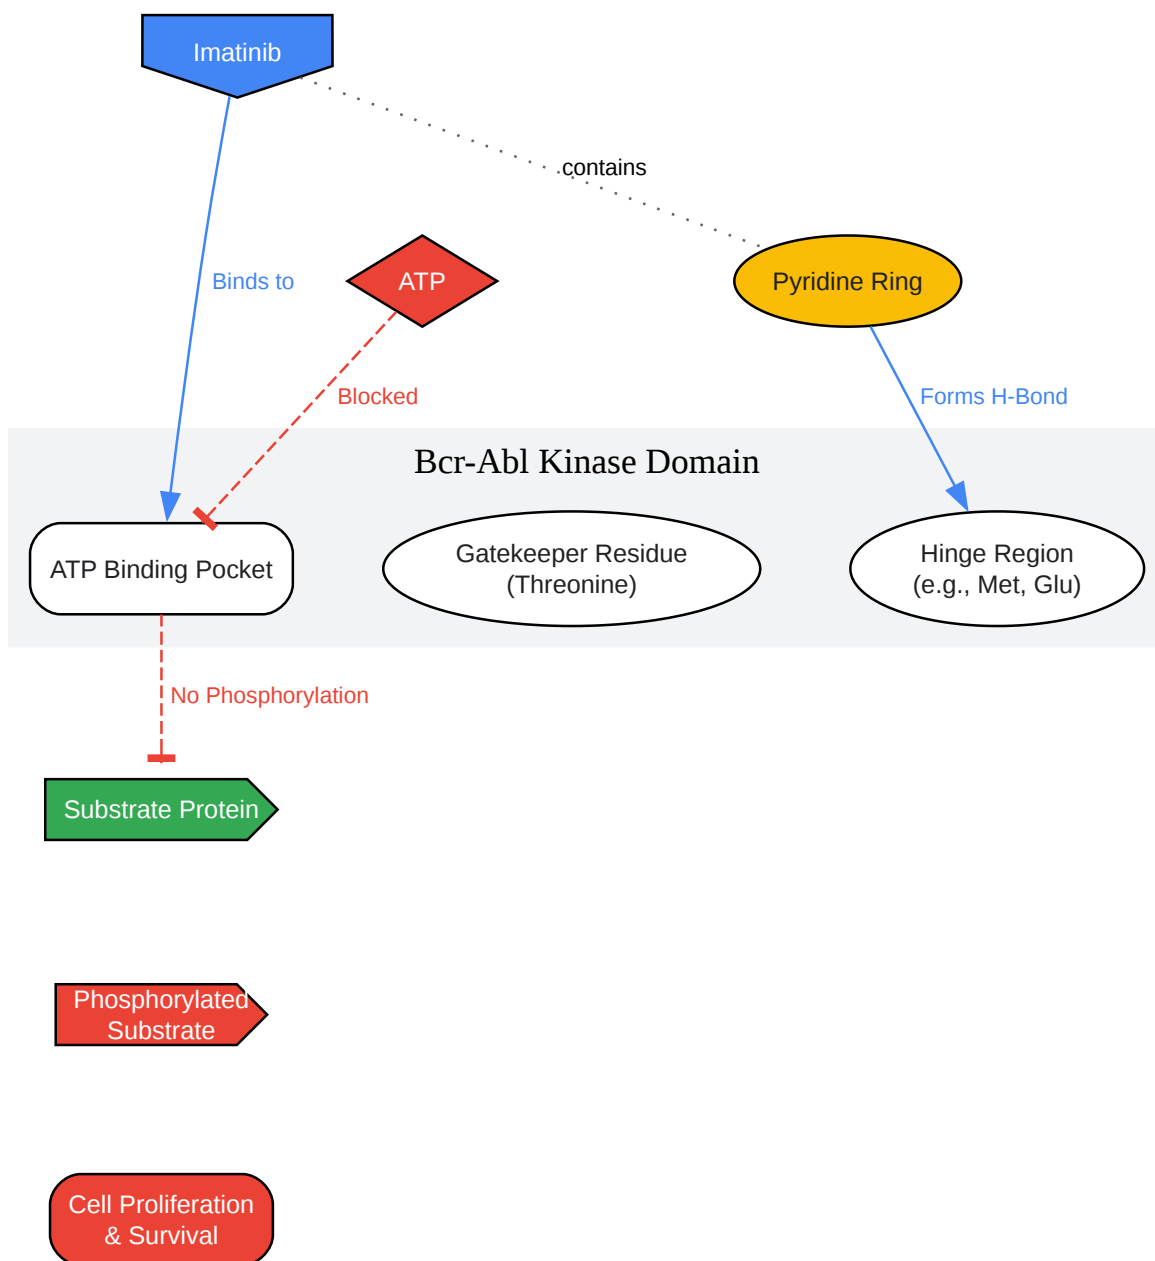 Imatinib
contains
Binds to
ATP
Pyridine Ring
Blocked
Forms H-Bond
Bcr-Abl Kinase Domain
ATP Binding Pocket
Gatekeeper Residue
(Threonine)
Hinge Region
(e.g., Met, Glu)
No Phosphorylation
Substrate Protein
Phosphorylated
Substrate
Cell Proliferation
& Survival